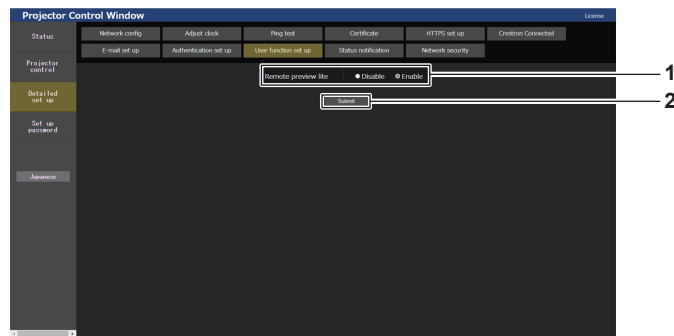 Projector Control Window
License
Status
Network config
Adjust clock
Ping test
Certificate
HTTPS set up
Crestron Connected
E-mail set up
Authentication set up
User function set up
Status notification
Network security
Projector
control
Remote preview lite
Disable
Enable
1
Detailed
set up
Submit
2
Set up
password
Japanese